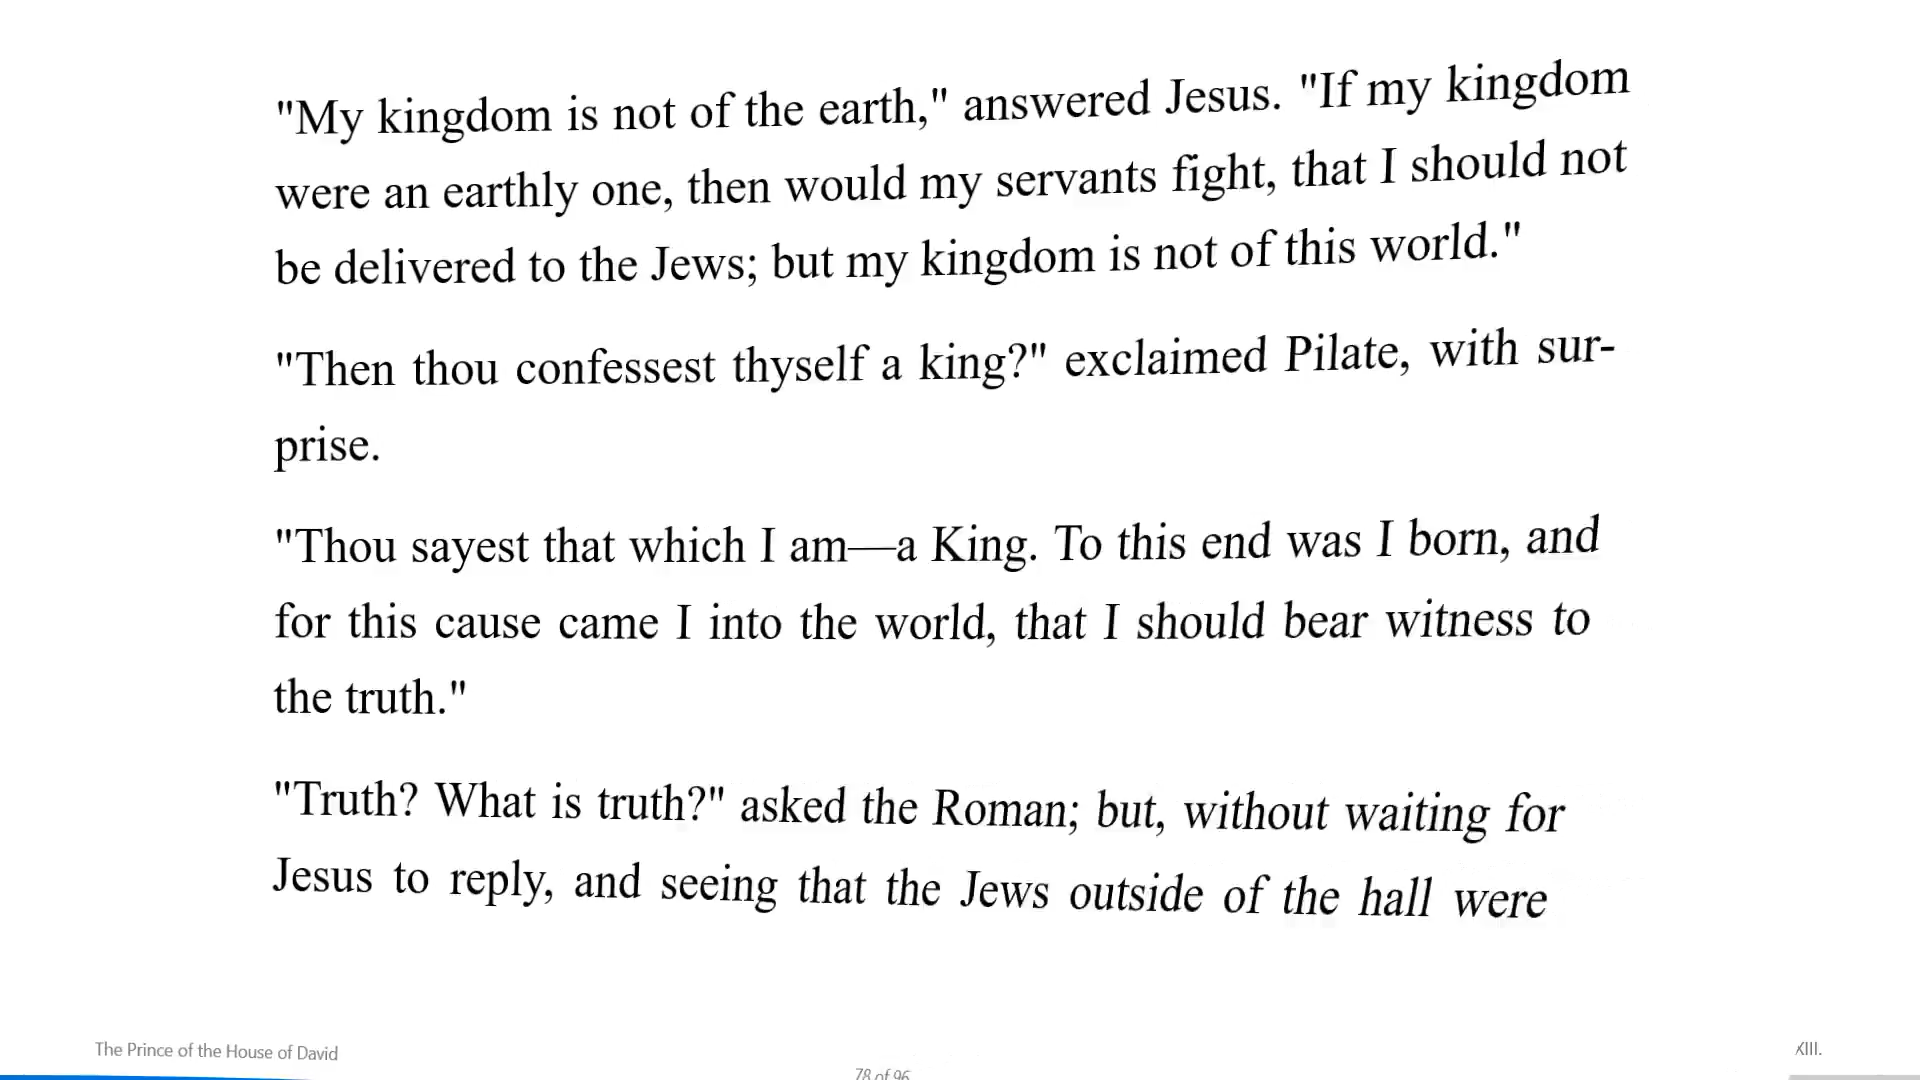 "My kingdom is not of the earth," answered Jesus. "If my kingdom
were an earthly one, then would my servants fight, that I should not
be delivered to the Jews; but my kingdom is not of this world."
"Then thou confessest thyself a king?" exclaimed Pilate, with sur-
prise.
"Thou sayest that which I am—a King. To this end was I born, and
for this cause came I into the world, that I should bear witness to
the truth."
"Truth? What is truth?" asked the Roman; but, without waiting for
Jesus to reply, and seeing that the Jews outside of the hall were
The Prince of the House of David
78 of 96